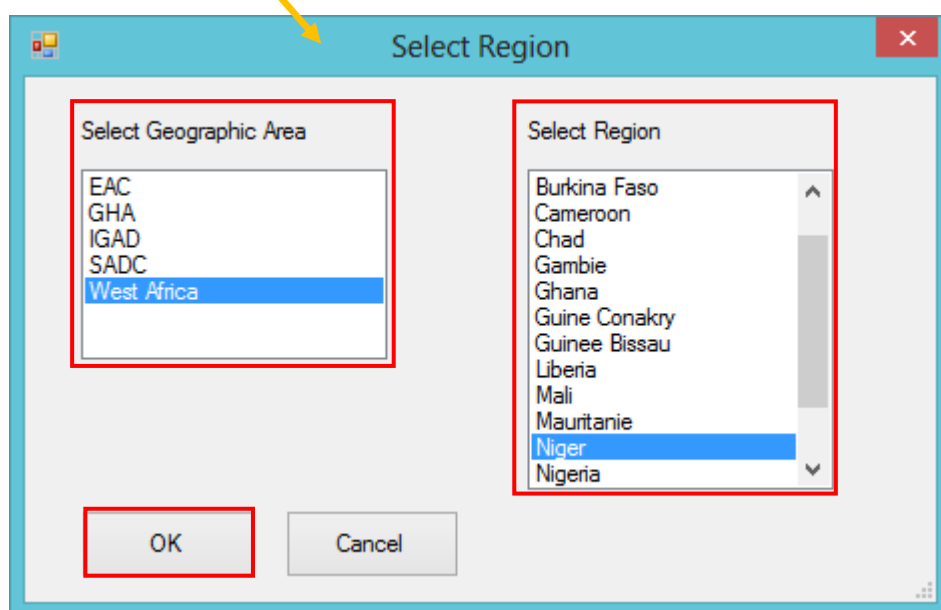 Select Region
Select Geographic Area
EAC
GHA
IGAD
SADC
West Africa
Select Region
Burkina Faso
Cameroon
Chad
Gambie
Ghana
Guine Conakry
Guinee Bissau
Liberia
Mali
Mauritanie
Niger
Nigeria
OK
Cancel